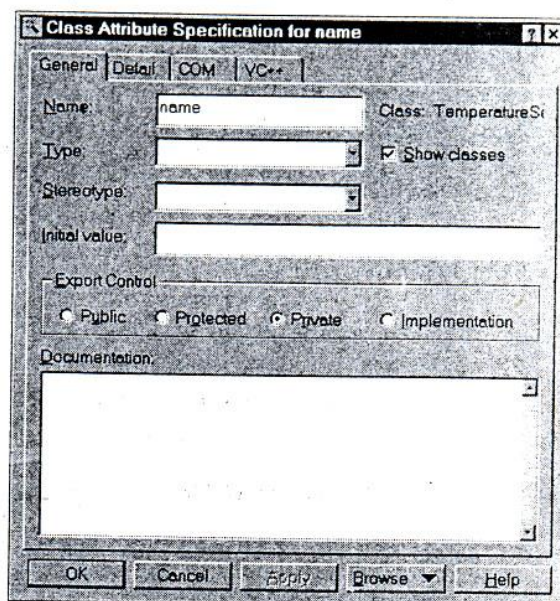 Class Attribute Specification for name
General Detail COM VC++
Name: name Class: TemperatureSe
Type: Show classes
Stereotype:
Initial value:
Export Control
Public Protected Private Implementation
Documentation:
OK Cancel Apply Browse Help